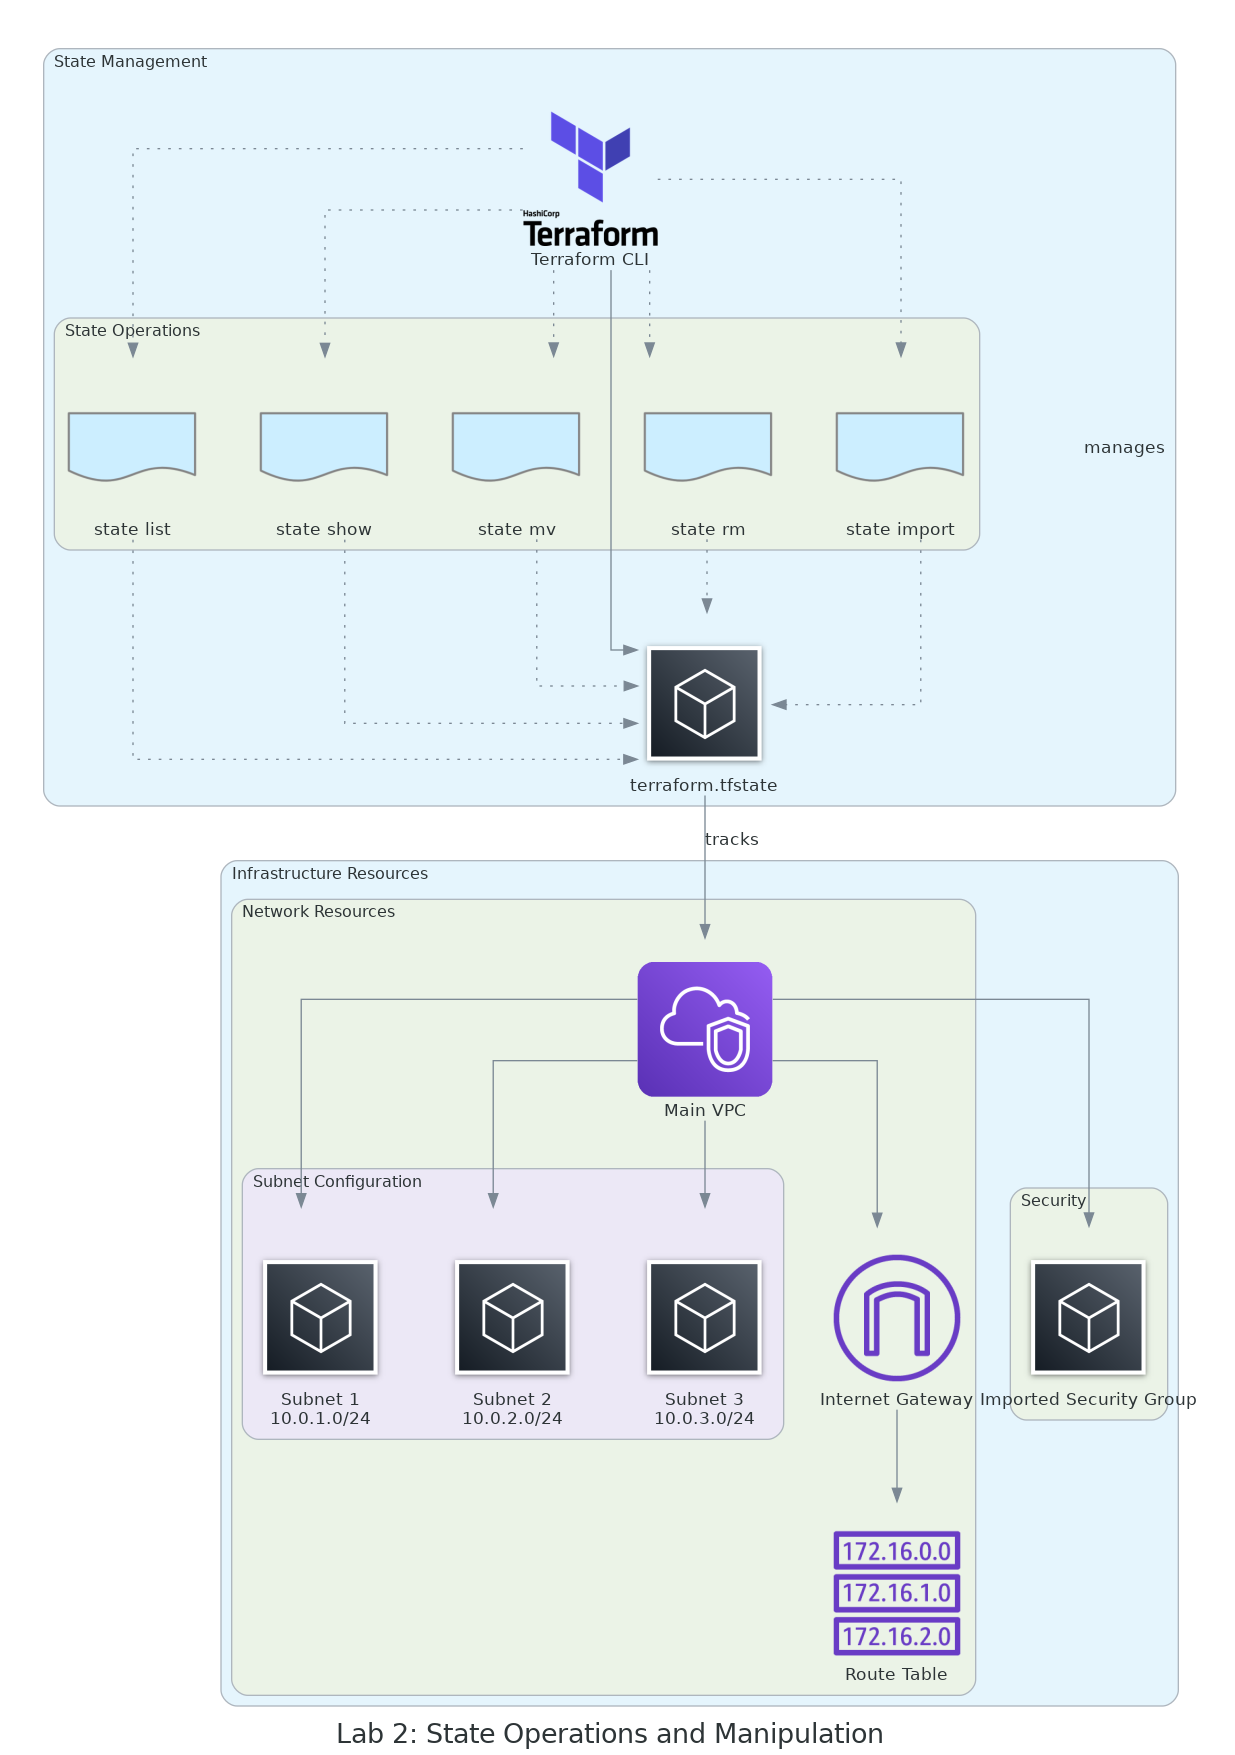 State Management
HashiCorp
Terraform
Terraform CLI
State Operations
manages
state list
state show
state mv
state rm
state import
terraform.tfstate
tracks
Infrastructure Resources
Network Resources
Main VPC
Subnet Configuration
Security
Subnet 1
10.0.1.0/24
Subnet 2
10.0.2.0/24
Subnet 3
10.0.3.0/24
Internet Gateway
Imported Security Group
172.16.0.0
172.16.1.0
172.16.2.0
Route Table
Lab 2: State Operations and Manipulation